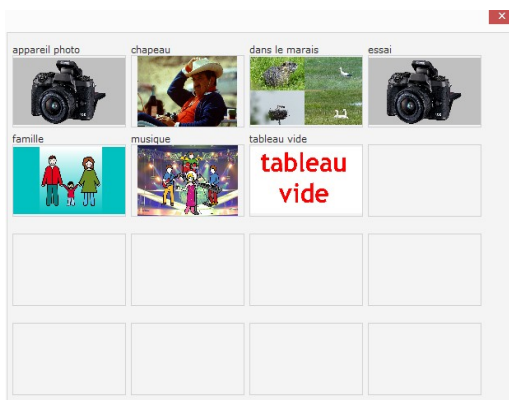 appareil photo
chapeau
dans le marais
essai
famille
musique
tableau vide
tableau
vide